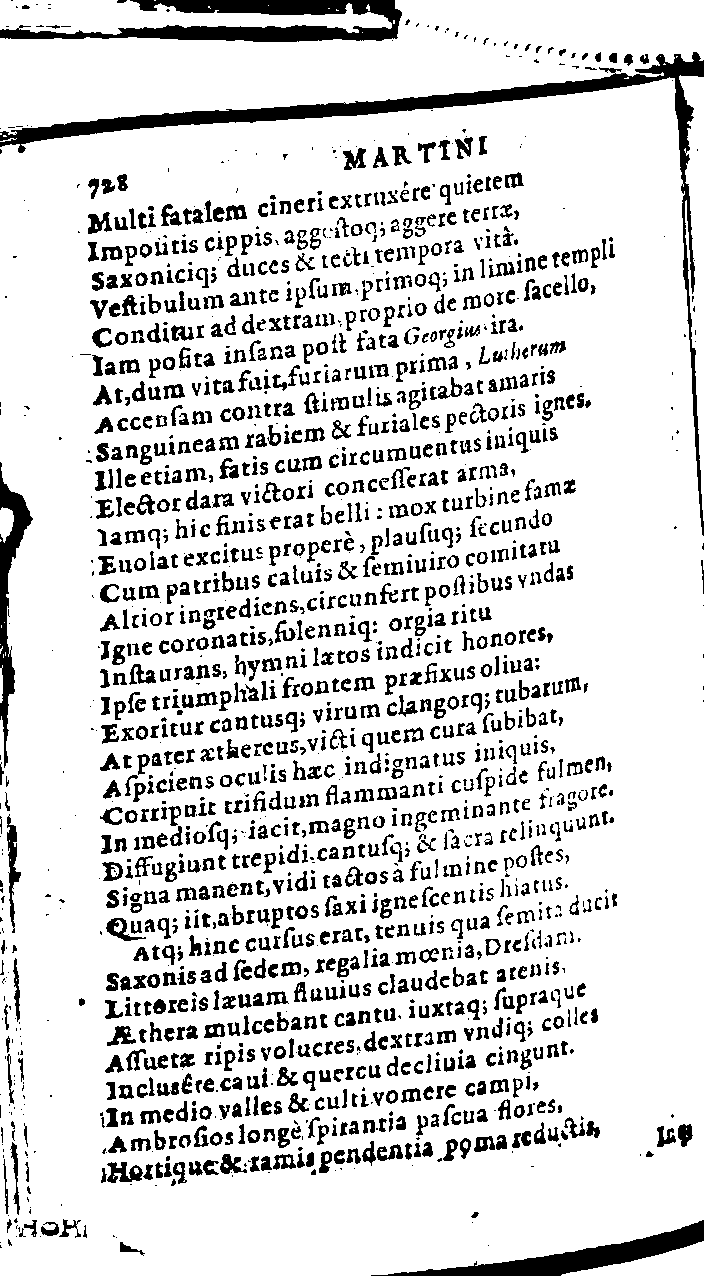 728 MARTINI
Multi fatalem cineri extruxére quietem
Impoſitis cippis, aggeſtoq; aggere terræ,
Saxoniciq; duces & tecti tempora vitâ.
Veſtibulum ante ipſum, primoq; in limine templi
Conditur ad dextram, proprio de more ſacello,
Iam poſita inſana poſt fata Georgius ira.
At, dum vita fuit, furiarum prima, Lutherum
Accenſam contra ſtimulis agitabat amaris
Sanguineam rabiem & furiales pectoris ignes.
Ille etiam, fatis cum circumuentus iniquis
Elector dara victori conceſſerat arma,
Iamq; hic finis erat belli: mox turbine famæ
Euolat excitus properè, plauſuq; ſecundo
Cum patribus caluis & ſemiuiro comitatu
Altior ingrediens, circunfert poſtibus vndas
Igne coronatis, ſolenniq: orgia ritu
Inſtaurans, hymni lætos indicit honores,
Ipſe triumphali frontem præfixus oliua:
Exoritur cantusq; virum clangorq; tubarum,
At pater æthereus, victi quem cura ſubibat,
Aſpiciens oculis hæc indignatus iniquis,
Corripuit trifidum flammanti cuſpide fulmen,
In medioſq; iacit, magno ingeminante fragore.
Diffugiunt trepidi, cantuſq; & ſacra relinquunt.
Signa manent, vidi tactos à fulmine poſtes,
Quaq; iit, abruptos ſaxi igneſcentis hiatus.
Atq; hinc curſus erat, tenuis qua ſemita ducit
Saxonis ad ſedem, regalia mœnia, Dreſdam.
Littoreis læuam fluuius claudebat arenis,
Æthera mulcebant cantu, iuxtaq; ſupraque
Aſſuetæ ripis volucres, dextram vndiq; colles
Incluſêre caui & quercu decliuia cingunt.
In medio valles & culti vomere campi,
Ambroſios longè ſpirantia paſcua flores,
Hortique & ramis pendentia poma reductis,